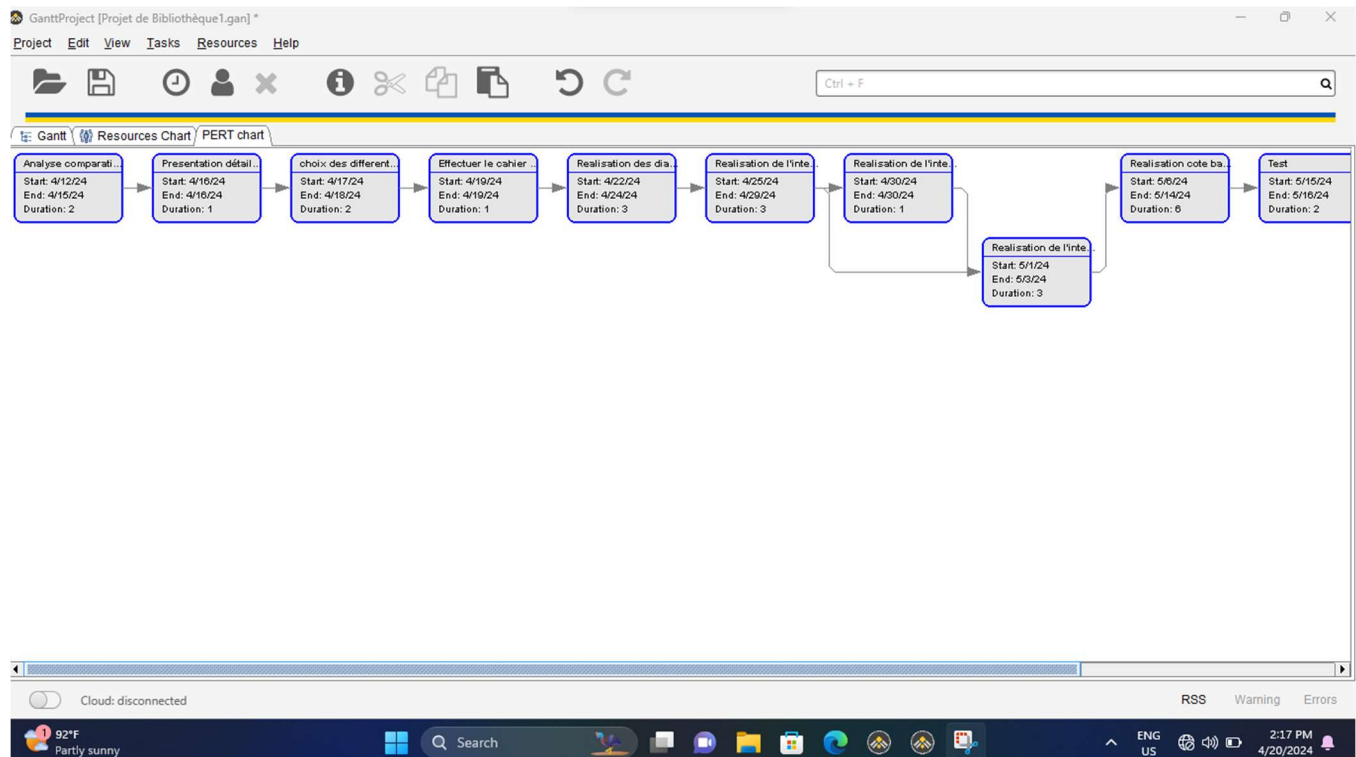 GanttProject [Projet de Bibliothèque1.gan] *
Project Edit View Tasks Resources Help
Ctrl + F
Gantt Resources Chart PERT chart
Analyse comparati...
Start: 4/12/24
End: 4/15/24
Duration: 2
Presentation détail...
Start: 4/16/24
End: 4/16/24
Duration: 1
choix des different...
Start: 4/17/24
End: 4/18/24
Duration: 2
Effectuer le cahier ...
Start: 4/19/24
End: 4/19/24
Duration: 1
Realisation des dia...
Start: 4/22/24
End: 4/24/24
Duration: 3
Realisation de l'inte...
Start: 4/25/24
End: 4/29/24
Duration: 3
Realisation de l'inte...
Start: 4/30/24
End: 4/30/24
Duration: 1
Realisation de l'inte...
Start: 5/1/24
End: 5/3/24
Duration: 3
Realisation cote ba...
Start: 5/6/24
End: 5/14/24
Duration: 6
Test
Start: 5/15/24
End: 5/16/24
Duration: 2
Cloud: disconnected
RSS Warning Errors
1
92°F
Partly sunny
Search
ENG
US
2:17 PM
4/20/2024